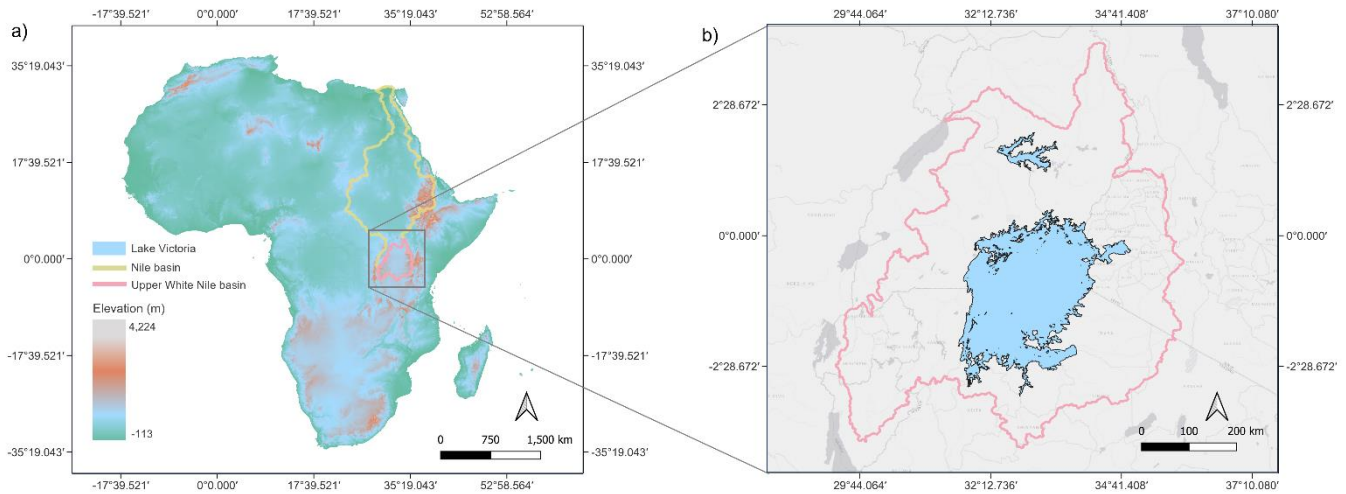 a)
-17°39.521′ 0°0.000′ 17°39.521′ 35°19.043′ 52°58.564′
35°19.043′ 35°19.043′
17°39.521′ 17°39.521′
0°0.000′ 0°0.000′
-17°39.521′ -17°39.521′
-35°19.043′ -35°19.043′
Lake Victoria
Nile basin
Upper White Nile basin
Elevation (m)
4,224
-113
0 750 1,500 km
-17°39.521′ 0°0.000′ 17°39.521′ 35°19.043′ 52°58.564′
b)
29°44.064′ 32°12.736′ 34°41.408′ 37°10.080′
2°28.672′ 2°28.672′
0°0.000′ 0°0.000′
-2°28.672′ -2°28.672′
0 100 200 km
29°44.064′ 32°12.736′ 34°41.408′ 37°10.080′